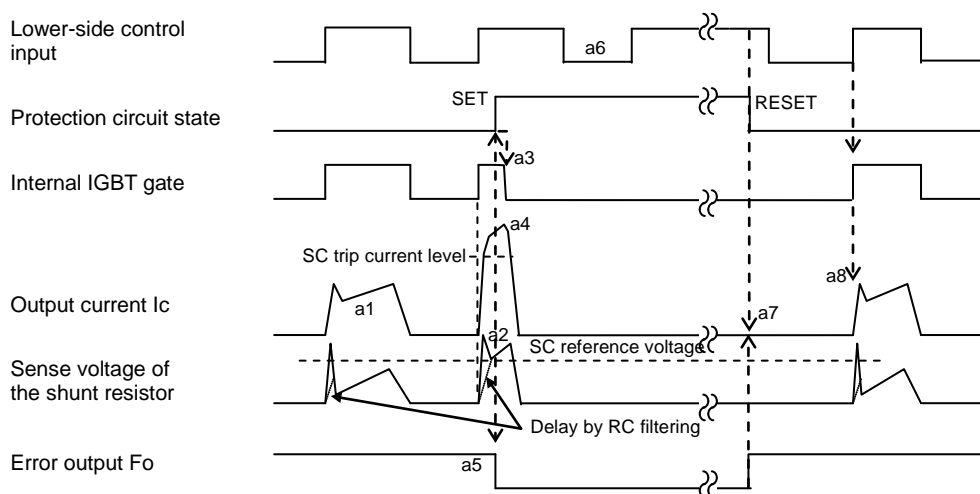 Lower-side control
input
a6
SET
RESET
Protection circuit state
a3
Internal IGBT gate
a4
SC trip current level
a8
Output current Ic
a1
a7
a2
SC reference voltage
Sense voltage of
the shunt resistor
Delay by RC filtering
Error output Fo
a5